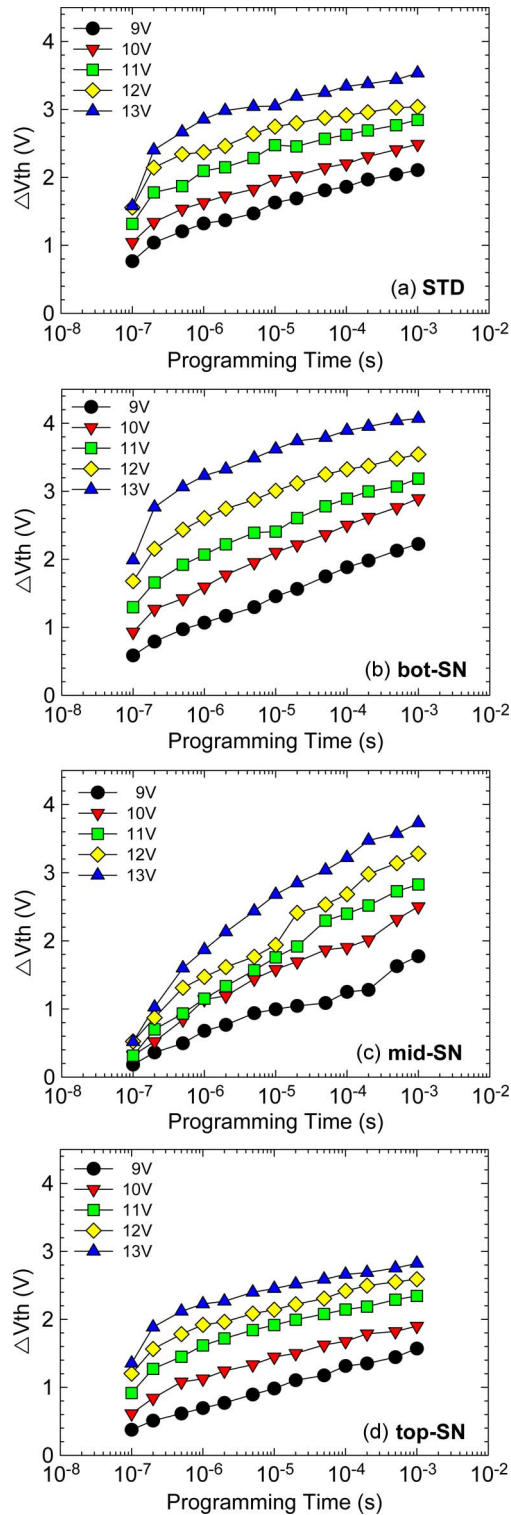 4
3
2
1
0
△Vth (V)
9V
10V
11V
12V
13V
(a) STD
10-8 10-7 10-6 10-5 10-4 10-3 10-2
Programming Time (s)
4
3
2
1
0
△Vth (V)
9V
10V
11V
12V
13V
(b) bot-SN
10-8 10-7 10-6 10-5 10-4 10-3 10-2
Programming Time (s)
4
3
2
1
0
△Vth (V)
9V
10V
11V
12V
13V
(c) mid-SN
10-8 10-7 10-6 10-5 10-4 10-3 10-2
Programming Time (s)
4
3
2
1
0
△Vth (V)
9V
10V
11V
12V
13V
(d) top-SN
10-8 10-7 10-6 10-5 10-4 10-3 10-2
Programming Time (s)